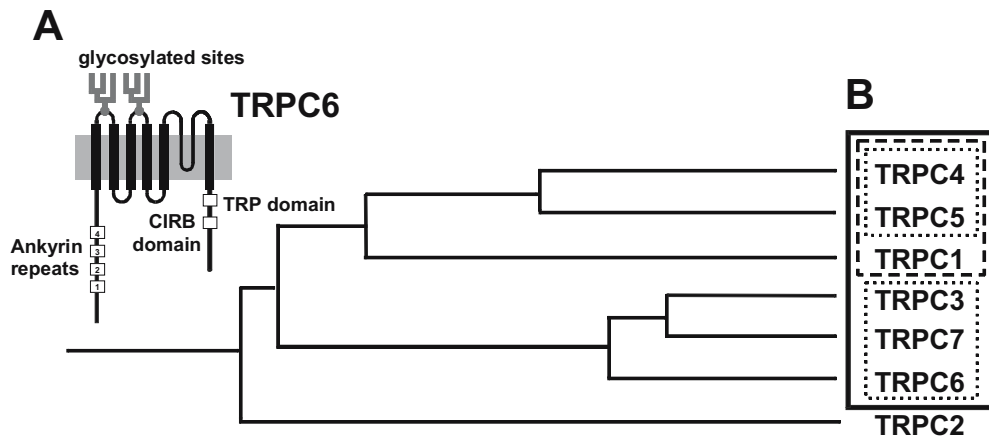 A
glycosylated sites
TRPC6
TRP domain
CIRB
domain
Ankyrin
repeats
4
3
2
1
B
TRPC4
TRPC5
TRPC1
TRPC3
TRPC7
TRPC6
TRPC2